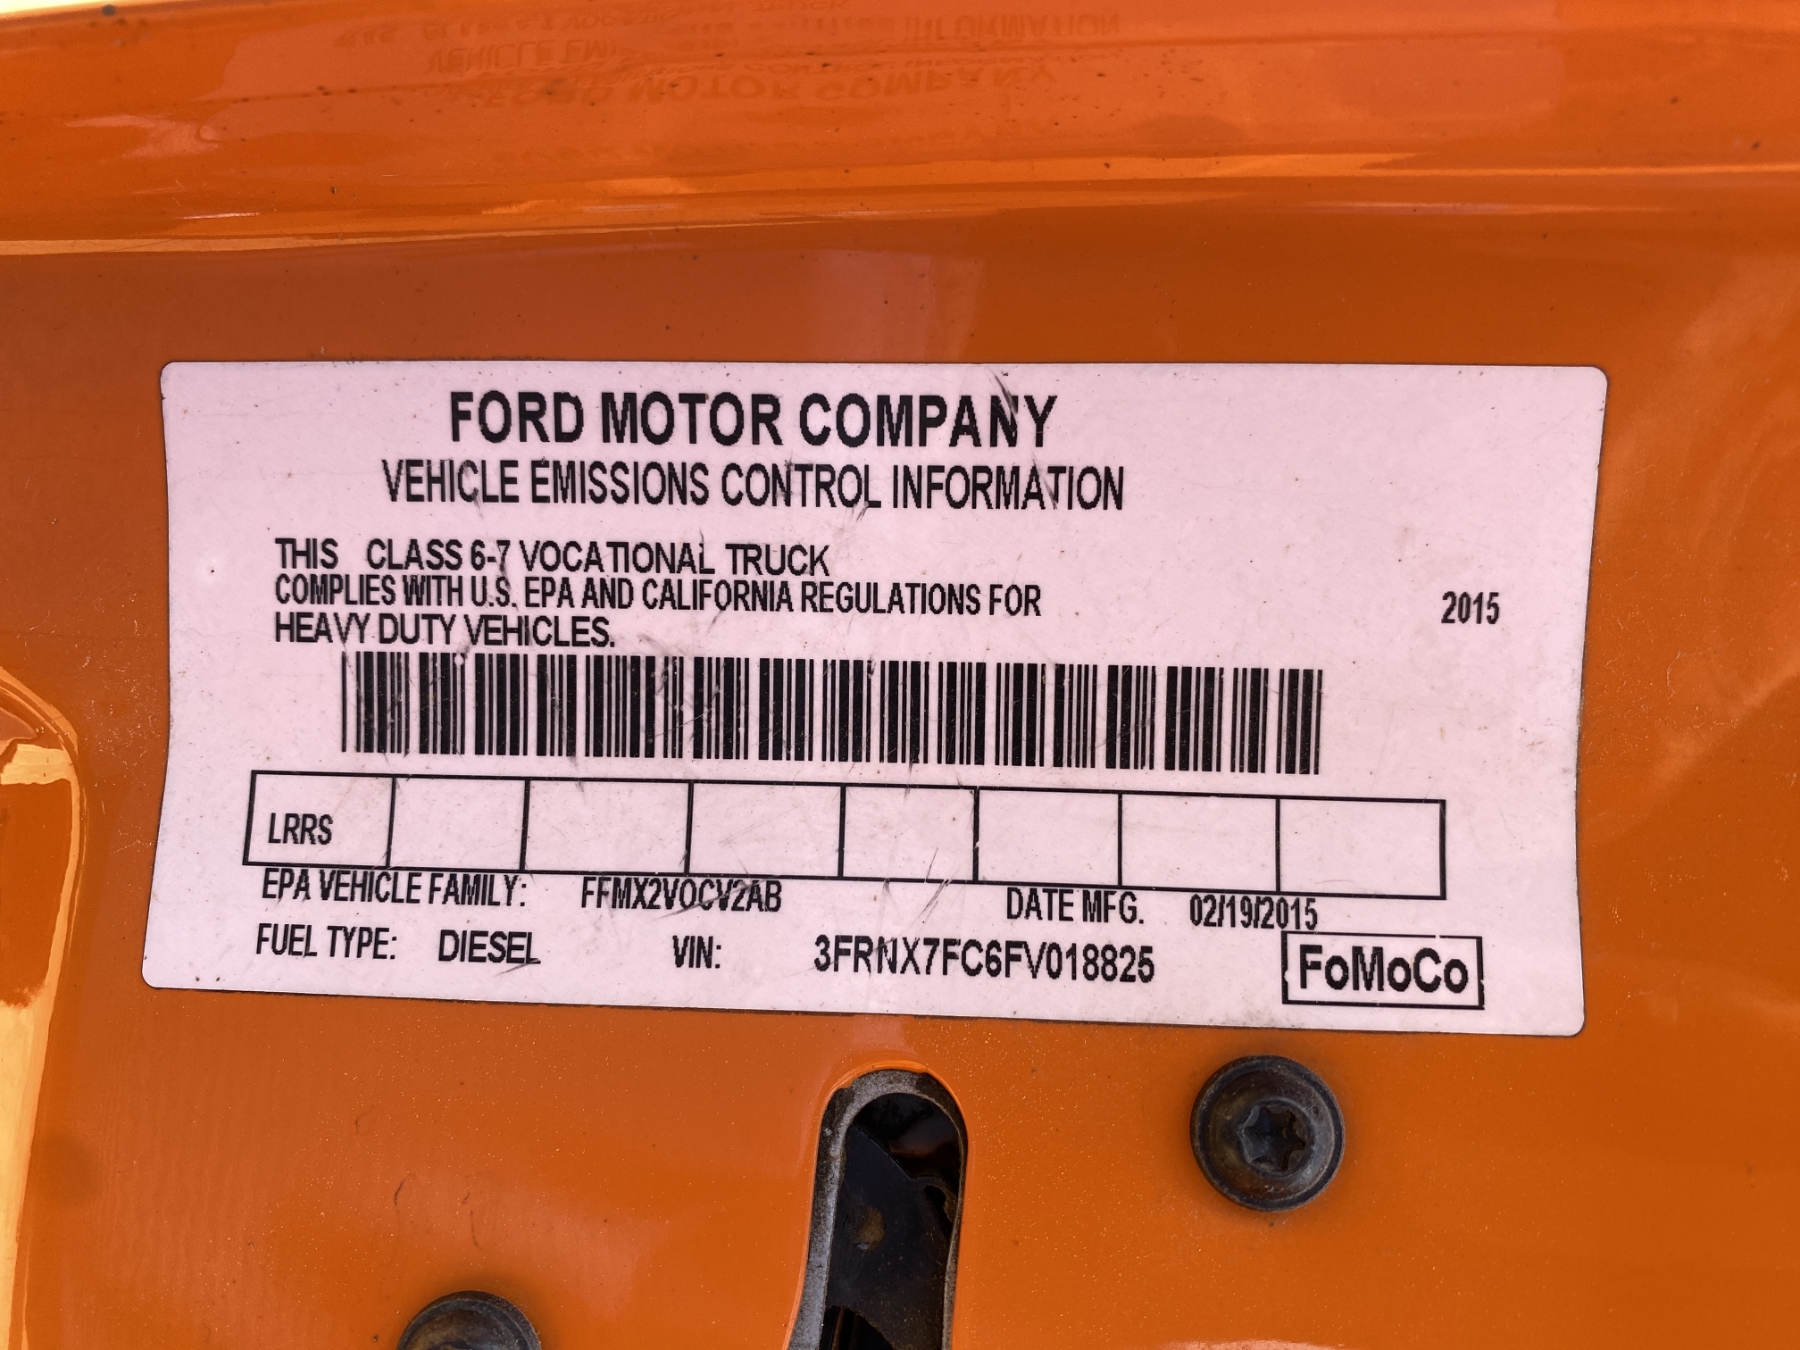 FORD MOTOR COMPANY
VEHICLE EMISSIONS CONTROL INFORMATION
THIS CLASS 6-7 VOCATIONAL TRUCK
COMPLIES WITH U.S. EPA AND CALIFORNIA REGULATIONS FOR
HEAVY DUTY VEHICLES.
2015
LRRS
EPA VEHICLE FAMILY: FFMX2VOCV2AB DATE MFG. 02/19/2015
FUEL TYPE: DIESEL VIN: 3FRNX7FC6FV018825
FoMoCo